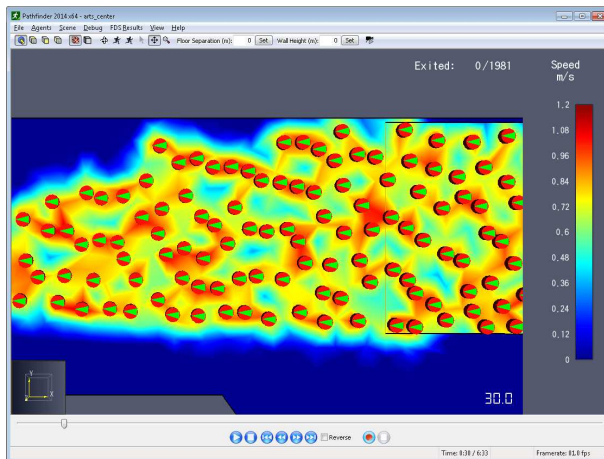 Pathfinder 2014 x64 - arts_center
File Agents Scene Debug FDS Results View Help
Floor Separation (m): 0 Set Wall Height (m): 0 Set
Exited: 0/1981
Speed
m/s
1.2
1.08
0.96
0.84
0.72
0.60
0.48
0.36
0.24
0.12
0
Y
Z
X
30.0
Reverse
Time: 0:30 / 6:33 Framerate: 81.0 fps